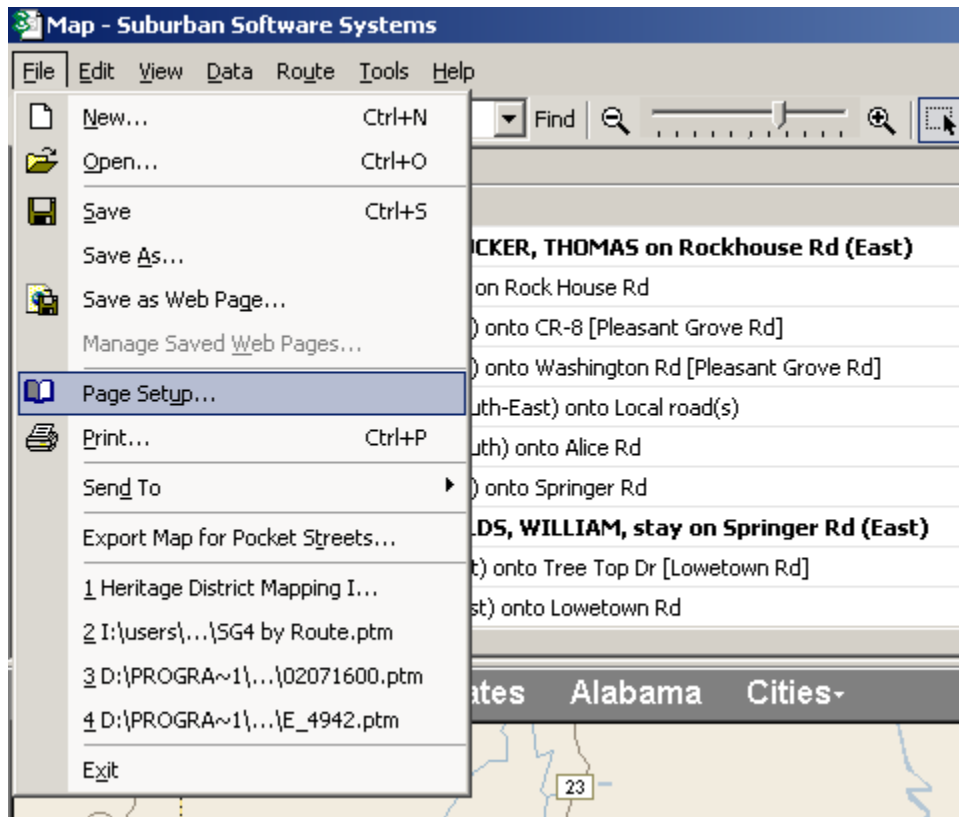 Map - Suburban Software Systems
File Edit View Data Route Tools Help
Find
New... Ctrl+N
Open... Ctrl+O
Save Ctrl+S
Save As...
Save as Web Page...
Manage Saved Web Pages...
Page Setup...
Print... Ctrl+P
Send To
Export Map for Pocket Streets...
1 Heritage District Mapping I...
2 I:\users\...\SG4 by Route.ptm
3 D:\PROGRA~1\...\02071600.ptm
4 D:\PROGRA~1\...\E_4942.ptm
Exit
CKER, THOMAS on Rockhouse Rd (East)
on Rock House Rd
) onto CR-8 [Pleasant Grove Rd]
) onto Washington Rd [Pleasant Grove Rd]
uth-East) onto Local road(s)
uth) onto Alice Rd
) onto Springer Rd
LDS, WILLIAM, stay on Springer Rd (East)
t) onto Tree Top Dr [Lowetown Rd]
st) onto Lowetown Rd
ates Alabama Cities-
23